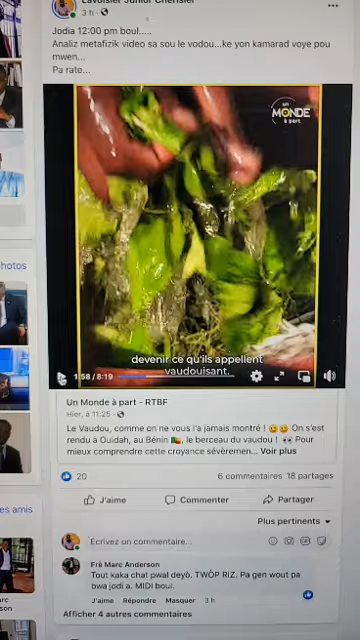 Lavoisier Junior Cherisier
3 h ·
Jodia 12:00 pm boul.....
Analiz metafizik video sa sou le vodou...ke yon kamarad voye pou
mwen...
Pa rate...
un
MONDE
à part
devenir ce qu'ils appellent
vaudouisant.
1:58 / 8:19
Un Monde à part - RTBF
Hier, à 11:25 ·
Le Vaudou, comme on ne vous l'a jamais montré ! 😀😀 On s'est
rendu à Ouidah, au Bénin 🇧🇯, le berceau du vaudou ! 👀 Pour
mieux comprendre cette croyance sévèremen... Voir plus
20
6 commentaires 18 partages
J'aime
Commenter
Partager
Plus pertinents
Écrivez un commentaire...
Frè Marc Anderson
Tout kaka chat pwal deyò. TWÒP RIZ. Pa gen wout pa
bwa jodi a. MIDI boul.
J'aime Répondre Masquer 3 h
Afficher 4 autres commentaires
photos
es amis
rc
son